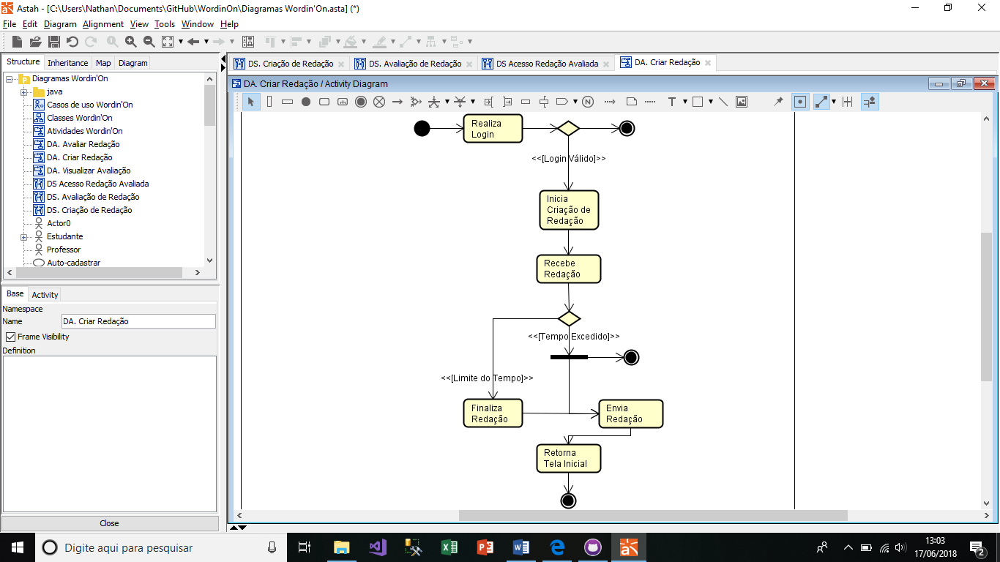 Astah - [C:\Users\Nathan\Documents\GitHub\WordinOn\Diagramas Wordin'On.asta] (*)
File Edit Diagram Alignment View Tools Window Help
Structure Inheritance Map Diagram
Diagramas Wordin'On
java
Casos de uso Wordin'On
Classes Wordin'On
Atividades Wordin'On
DA. Avaliar Redação
DA. Criar Redação
DA. Visualizar Avaliação
DS Acesso Redação Avaliada
DS. Avaliação de Redação
DS. Criação de Redação
Actor0
Estudante
Professor
Auto-cadastrar
Base Activity
Namespace
Name DA. Criar Redação
Frame Visibility
Definition
Close
DS. Criação de Redação DS. Avaliação de Redação DS Acesso Redação Avaliada DA. Criar Redação
DA. Criar Redação / Activity Diagram
N T
Realiza
Login
<<[Login Válido]>>
Inicia
Criação de
Redação
Recebe
Redação
<<[Tempo Excedido]>>
<<[Limite do Tempo]>>
Finaliza
Redação
Envia
Redação
Retorna
Tela Inicial
Digite aqui para pesquisar
13:03
17/06/2018
2